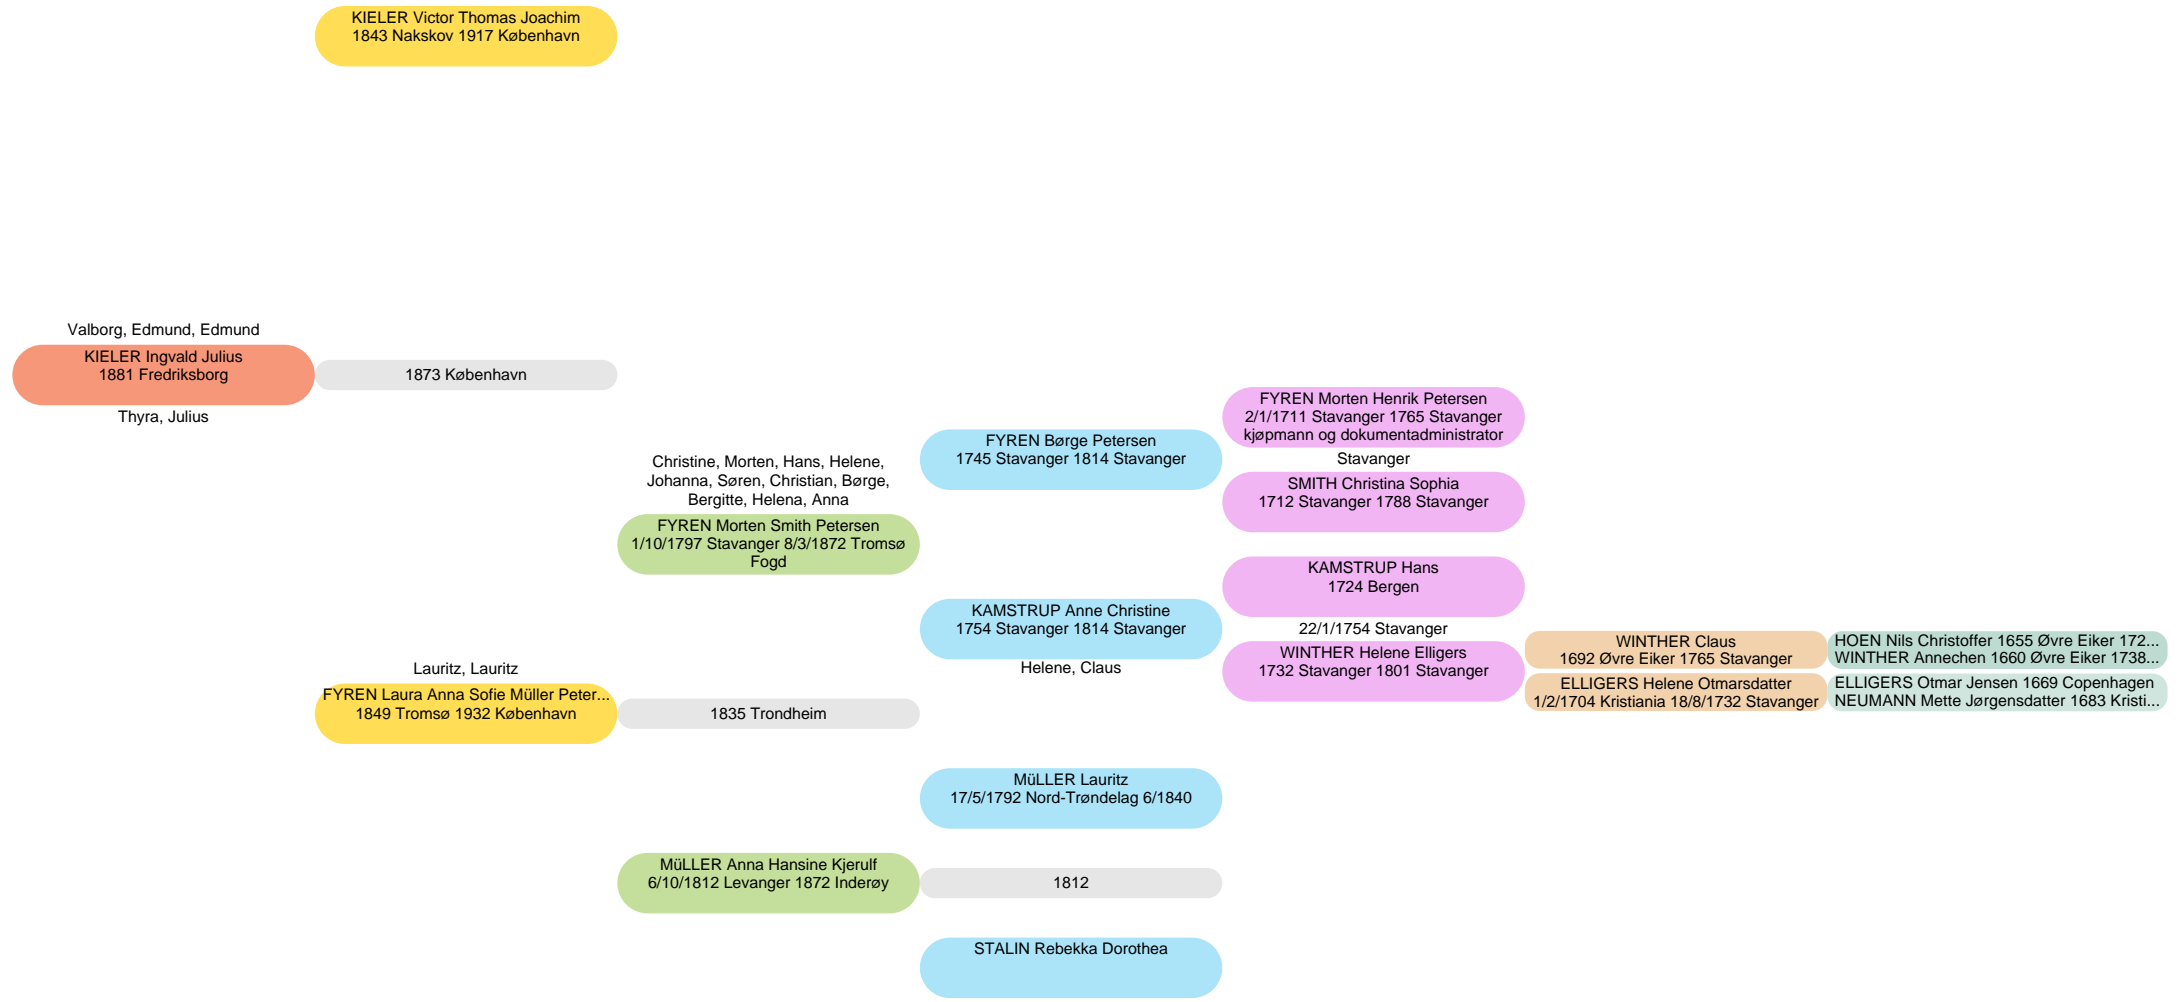 KIELER Victor Thomas Joachim
1843 Nakskov 1917 København
Valborg, Edmund, Edmund
KIELER Ingvald Julius
1881 Fredriksborg
Thyra, Julius
1873 København
Lauritz, Lauritz
FYREN Laura Anna Sofie Müller Peter...
1849 Tromsø 1932 København
Christine, Morten, Hans, Helene,
Johanna, Søren, Christian, Børge,
Bergitte, Helena, Anna
FYREN Morten Smith Petersen
1/10/1797 Stavanger 8/3/1872 Tromsø
Fogd
1835 Trondheim
MüLLER Anna Hansine Kjerulf
6/10/1812 Levanger 1872 Inderøy
FYREN Børge Petersen
1745 Stavanger 1814 Stavanger
KAMSTRUP Anne Christine
1754 Stavanger 1814 Stavanger
Helene, Claus
MüLLER Lauritz
17/5/1792 Nord-Trøndelag 6/1840
1812
STALIN Rebekka Dorothea
FYREN Morten Henrik Petersen
2/1/1711 Stavanger 1765 Stavanger
kjøpmann og dokumentadministrator
Stavanger
SMITH Christina Sophia
1712 Stavanger 1788 Stavanger
KAMSTRUP Hans
1724 Bergen
22/1/1754 Stavanger
WINTHER Helene Elligers
1732 Stavanger 1801 Stavanger
WINTHER Claus
1692 Øvre Eiker 1765 Stavanger
ELLIGERS Helene Otmarsdatter
1/2/1704 Kristiania 18/8/1732 Stavanger
HOEN Nils Christoffer 1655 Øvre Eiker 172...
WINTHER Annechen 1660 Øvre Eiker 1738...
ELLIGERS Otmar Jensen 1669 Copenhagen
NEUMANN Mette Jørgensdatter 1683 Kristi...